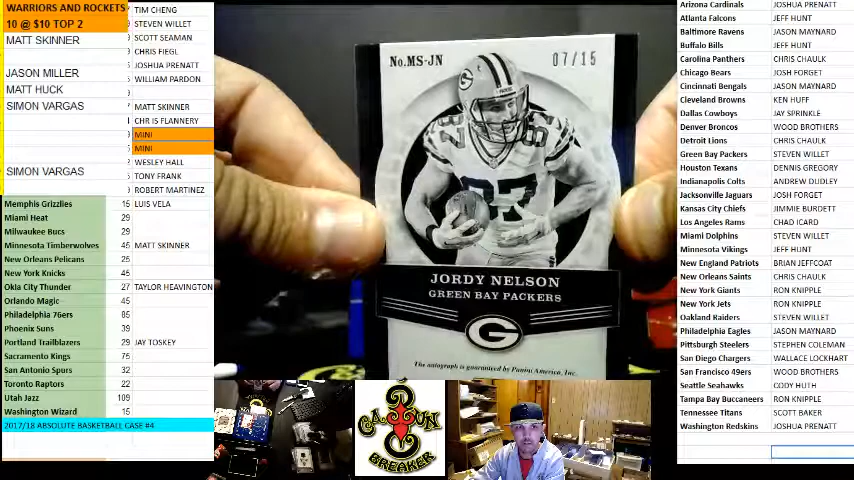 WARRIORS AND ROCKETS
10 @ $10 TOP 2
MATT SKINNER
JASON MILLER
MATT HUCK
SIMON VARGAS
SIMON VARGAS
TIM CHENG
STEVEN WILLET
SCOTT SEAMAN
CHRIS FIEGL
JOSHUA PRENATT
WILLIAM PARDON
MATT SKINNER
CHR IS FLANNERY
MINI
MINI
WESLEY HALL
TONY FRANK
ROBERT MARTINEZ
Memphis Grizzlies 15 LUIS VELA
Miami Heat 29
Milwaukee Bucs 29
Minnesota Timberwolves 45 MATT SKINNER
New Orleans Pelicans 25
New York Knicks 45
Okla City Thunder 27 TAYLOR HEAVINGTON
Orlando Magic 45
Philadelphia 76ers 85
Phoenix Suns 39
Portland Trailblazers 29 JAY TOSKEY
Sacramento Kings 75
San Antonio Spurs 32
Toronto Raptors 22
Utah Jazz 109
Washington Wizard 15
2017/18 ABSOLUTE BASKETBALL CASE #4
No.MS-JN
07/15
87
87
JORDY NELSON
GREEN BAY PACKERS
G
The autograph is guaranteed by Panini America, Inc.
CAJUN
BREAKER
Arizona Cardinals JOSHUA PRENATT
Atlanta Falcons JEFF HUNT
Baltimore Ravens JASON MAYNARD
Buffalo Bills JEFF HUNT
Carolina Panthers CHRIS CHAULK
Chicago Bears JOSH FORGET
Cincinnati Bengals JASON MAYNARD
Cleveland Browns KEN HUFF
Dallas Cowboys JAY SPRINKLE
Denver Broncos WOOD BROTHERS
Detroit Lions CHRIS CHAULK
Green Bay Packers STEVEN WILLET
Houston Texans DENNIS GREGORY
Indianapolis Colts ANDREW DUDLEY
Jacksonville Jaguars JOSH FORGET
Kansas City Chiefs JIMMIE BURDETT
Los Angeles Rams CHAD ICARD
Miami Dolphins STEVEN WILLET
Minnesota Vikings JEFF HUNT
New England Patriots BRIAN JEFFCOAT
New Orleans Saints CHRIS CHAULK
New York Giants RON KNIPPLE
New York Jets RON KNIPPLE
Oakland Raiders STEVEN WILLET
Philadelphia Eagles JASON MAYNARD
Pittsburgh Steelers STEPHEN COLEMAN
San Diego Chargers WALLACE LOCKHART
San Francisco 49ers WOOD BROTHERS
Seattle Seahawks CODY HUTH
Tampa Bay Buccaneers RON KNIPPLE
Tennessee Titans SCOTT BAKER
Washington Redskins JOSHUA PRENATT